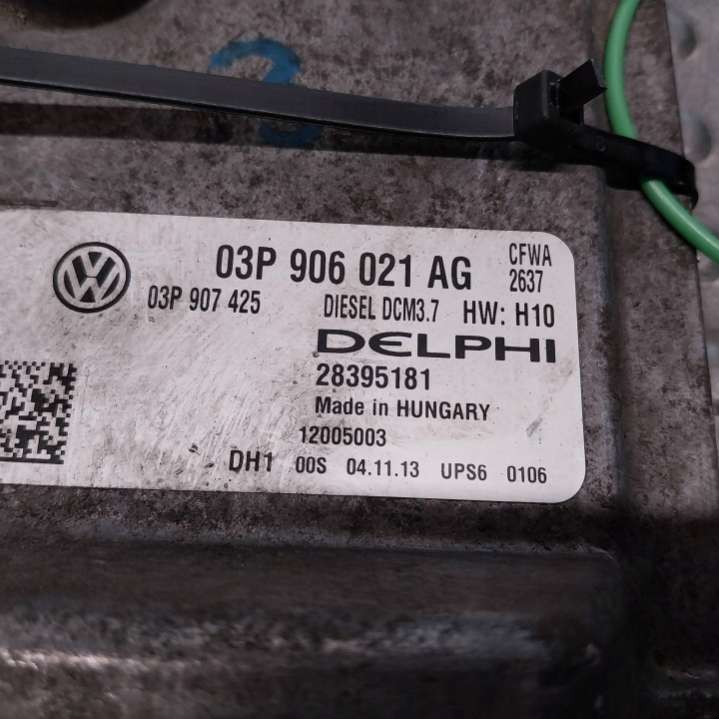 3
03P 906 021 AG CFWA
2637
03P 907 425 DIESEL DCM3.7 HW: H10
DELPHI
28395181
Made in HUNGARY
12005003
DH1 00S 04.11.13 UPS6 0106